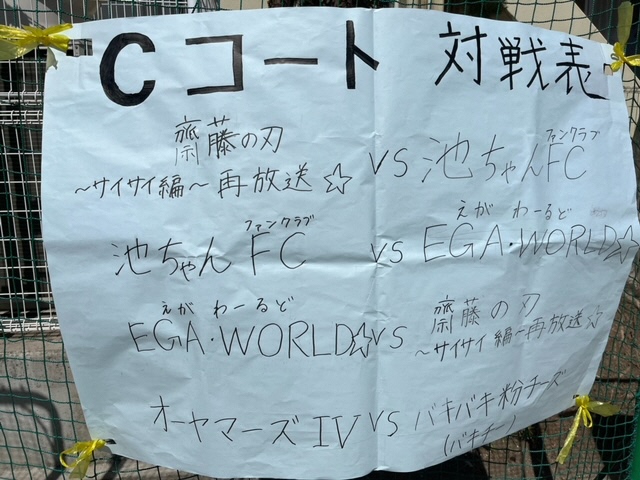 Cコート 対戦表
齋藤の刃 〜サイサイ編〜再放送☆ VS 池ちゃんFC ファンクラブ
池ちゃんFC ファンクラブ VS EGA・WORLD☆ えが わーるど
EGA・WORLD☆ えが わーるど VS 齋藤の刃 〜サイサイ編〜再放送☆
オーヤマーズⅣ VS バキバキ粉チーズ
(バキチー)